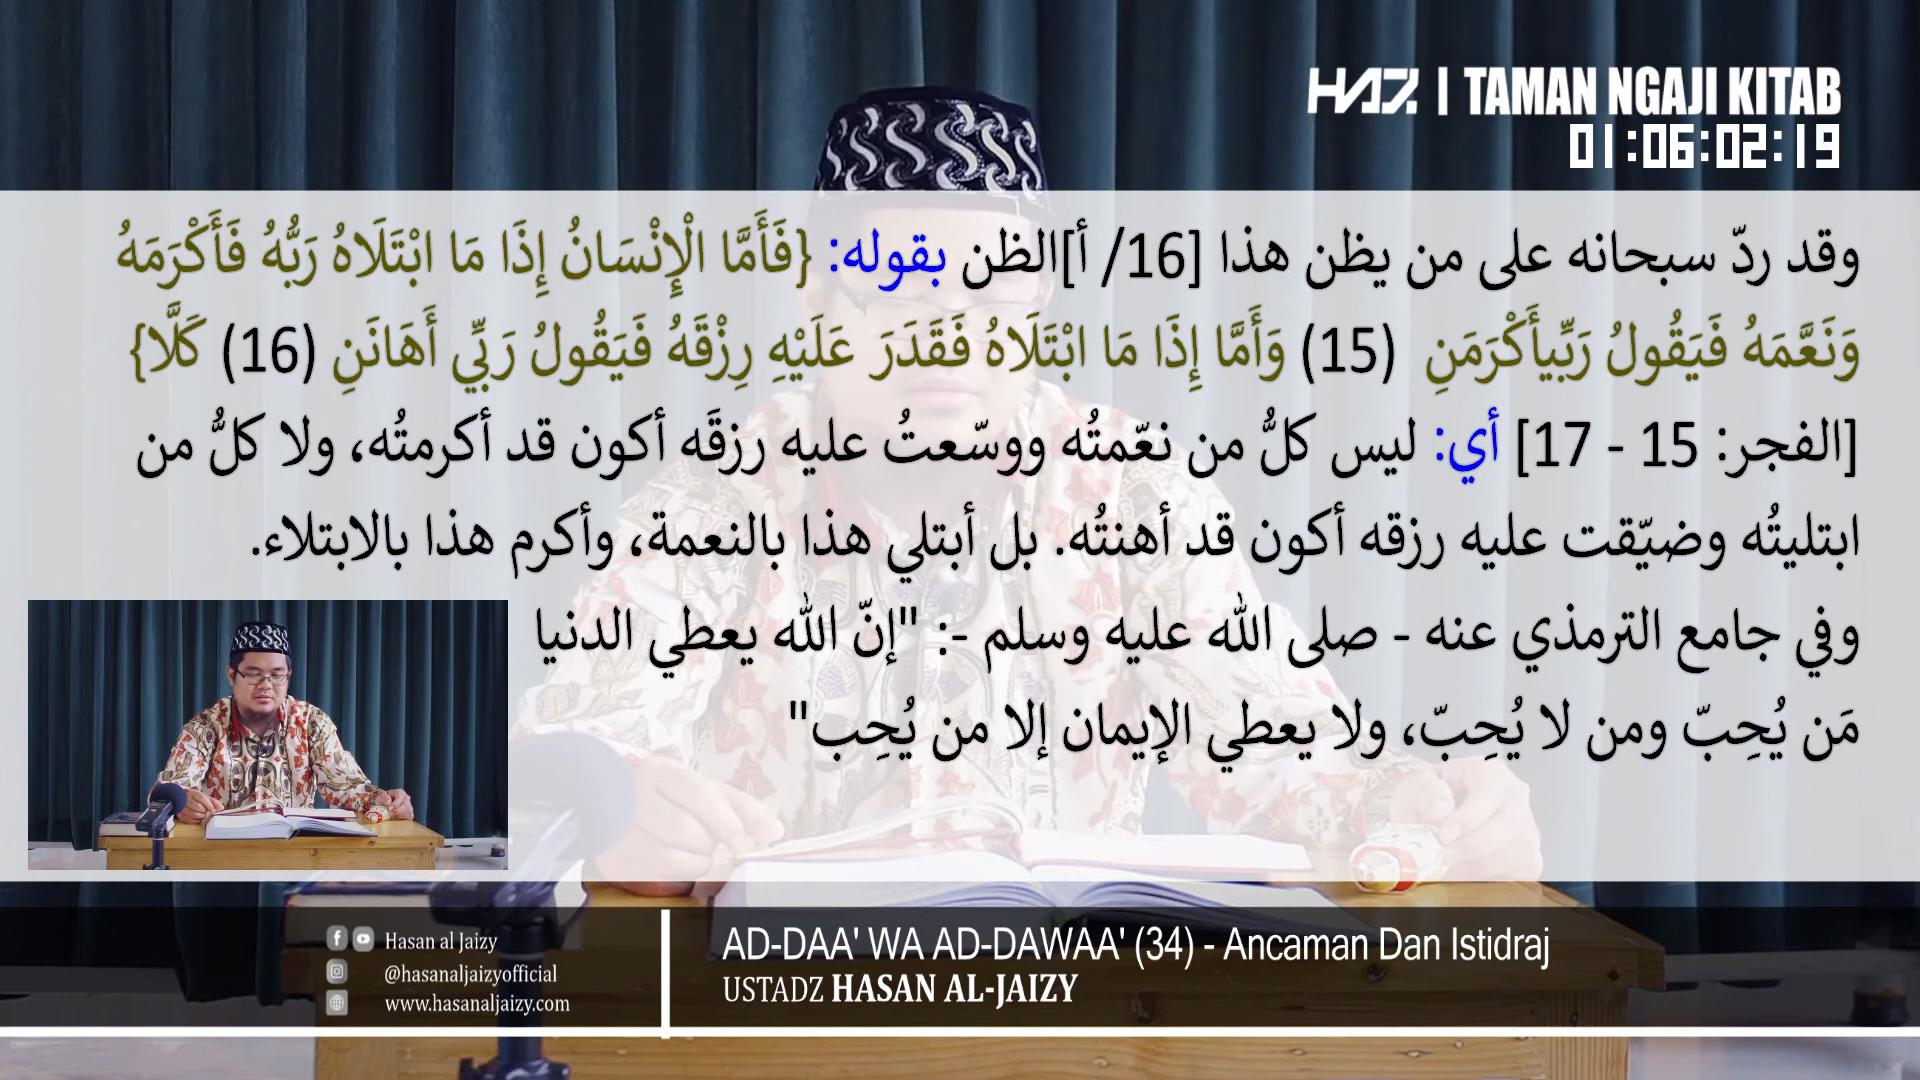 HAZI | TAMAN NGAJI KITAB
01:06:02:19
وقد ردّ سبحانه على من يظن هذا [16/ أ]الظن بقوله: {فَأَمَّا الْإِنْسَانُ إِذَا مَا ابْتَلَاهُ رَبُّهُ فَأَكْرَمَهُ
وَنَعَّمَهُ فَيَقُولُ رَبِّيأَكْرَمَنِ (15) وَأَمَّا إِذَا مَا ابْتَلَاهُ فَقَدَرَ عَلَيْهِ رِزْقَهُ فَيَقُولُ رَبِّي أَهَانَنِ (16) كَلَّا}
[الفجر: 15 - 17] أي: ليس كلُّ من نعّمتُه ووسّعتُ عليه رزقَه أكون قد أكرمتُه، ولا كلُّ من
ابتليتُه وضيّقت عليه رزقه أكون قد أهنتُه. بل أبتلي هذا بالنعمة، وأكرم هذا بالابتلاء.
وفي جامع الترمذي عنه - صلى الله عليه وسلم -: "إنّ الله يعطي الدنيا
مَن يُحِبّ ومن لا يُحِبّ، ولا يعطي الإيمان إلا من يُحِب"
Hasan al Jaizy
@hasanaljaizyofficial
www.hasanaljaizy.com
AD-DAA' WA AD-DAWAA' (34) - Ancaman Dan Istidraj
USTADZ HASAN AL-JAIZY